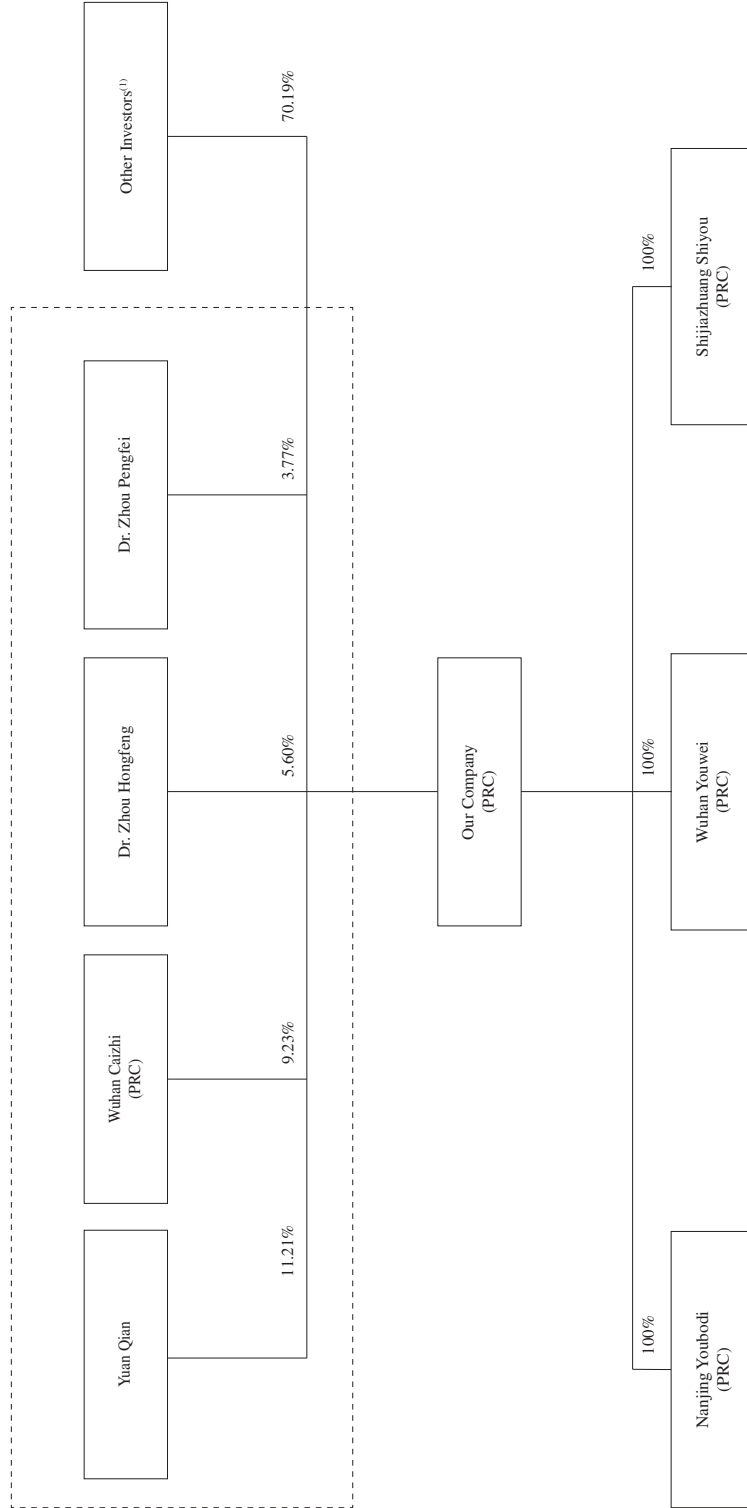 Yuan Qian
Wuhan Caizhi
(PRC)
Dr. Zhou Hongfeng
Dr. Zhou Pengfei
Other Investors⁽¹⁾
11.21%
9.23%
5.60%
3.77%
70.19%
Our Company
(PRC)
100%
100%
100%
Nanjing Youbodi
(PRC)
Wuhan Youwei
(PRC)
Shijiazhuang Shiyou
(PRC)